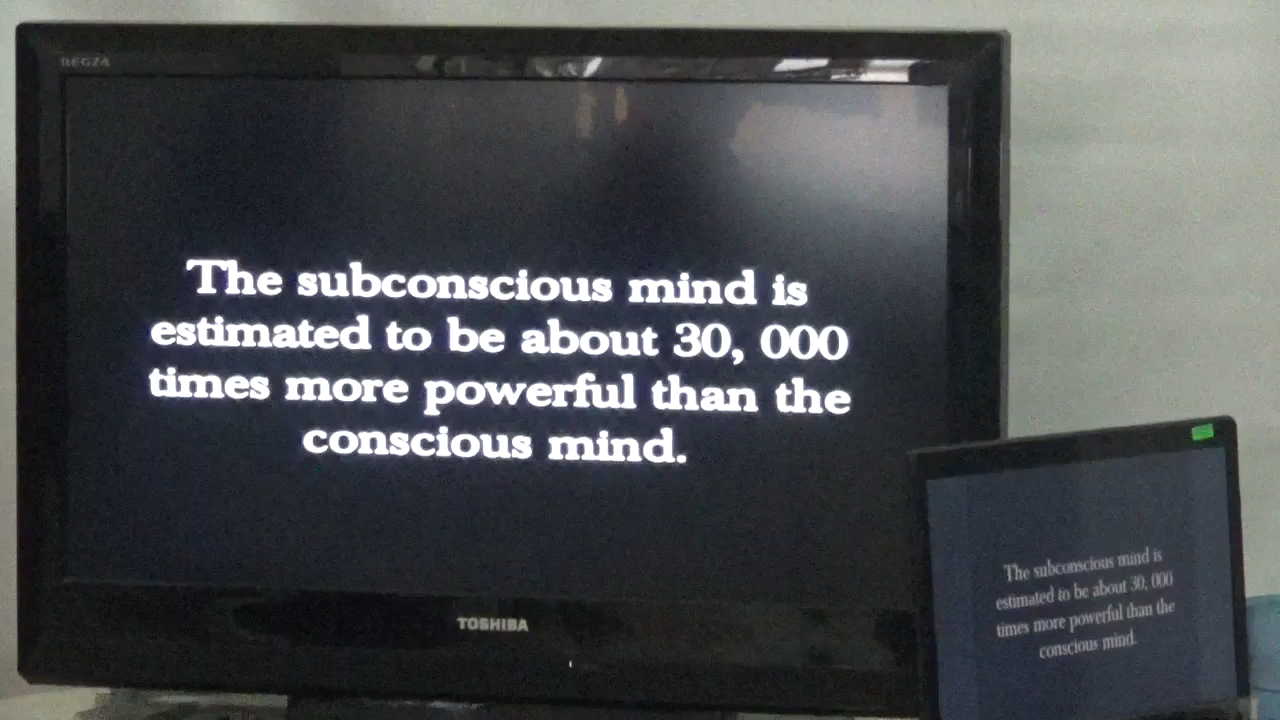 REGZA
The subconscious mind is
estimated to be about 30, 000
times more powerful than the
conscious mind.
TOSHIBA
The subconscious mind is
estimated to be about 30, 000
times more powerful than the
conscious mind.